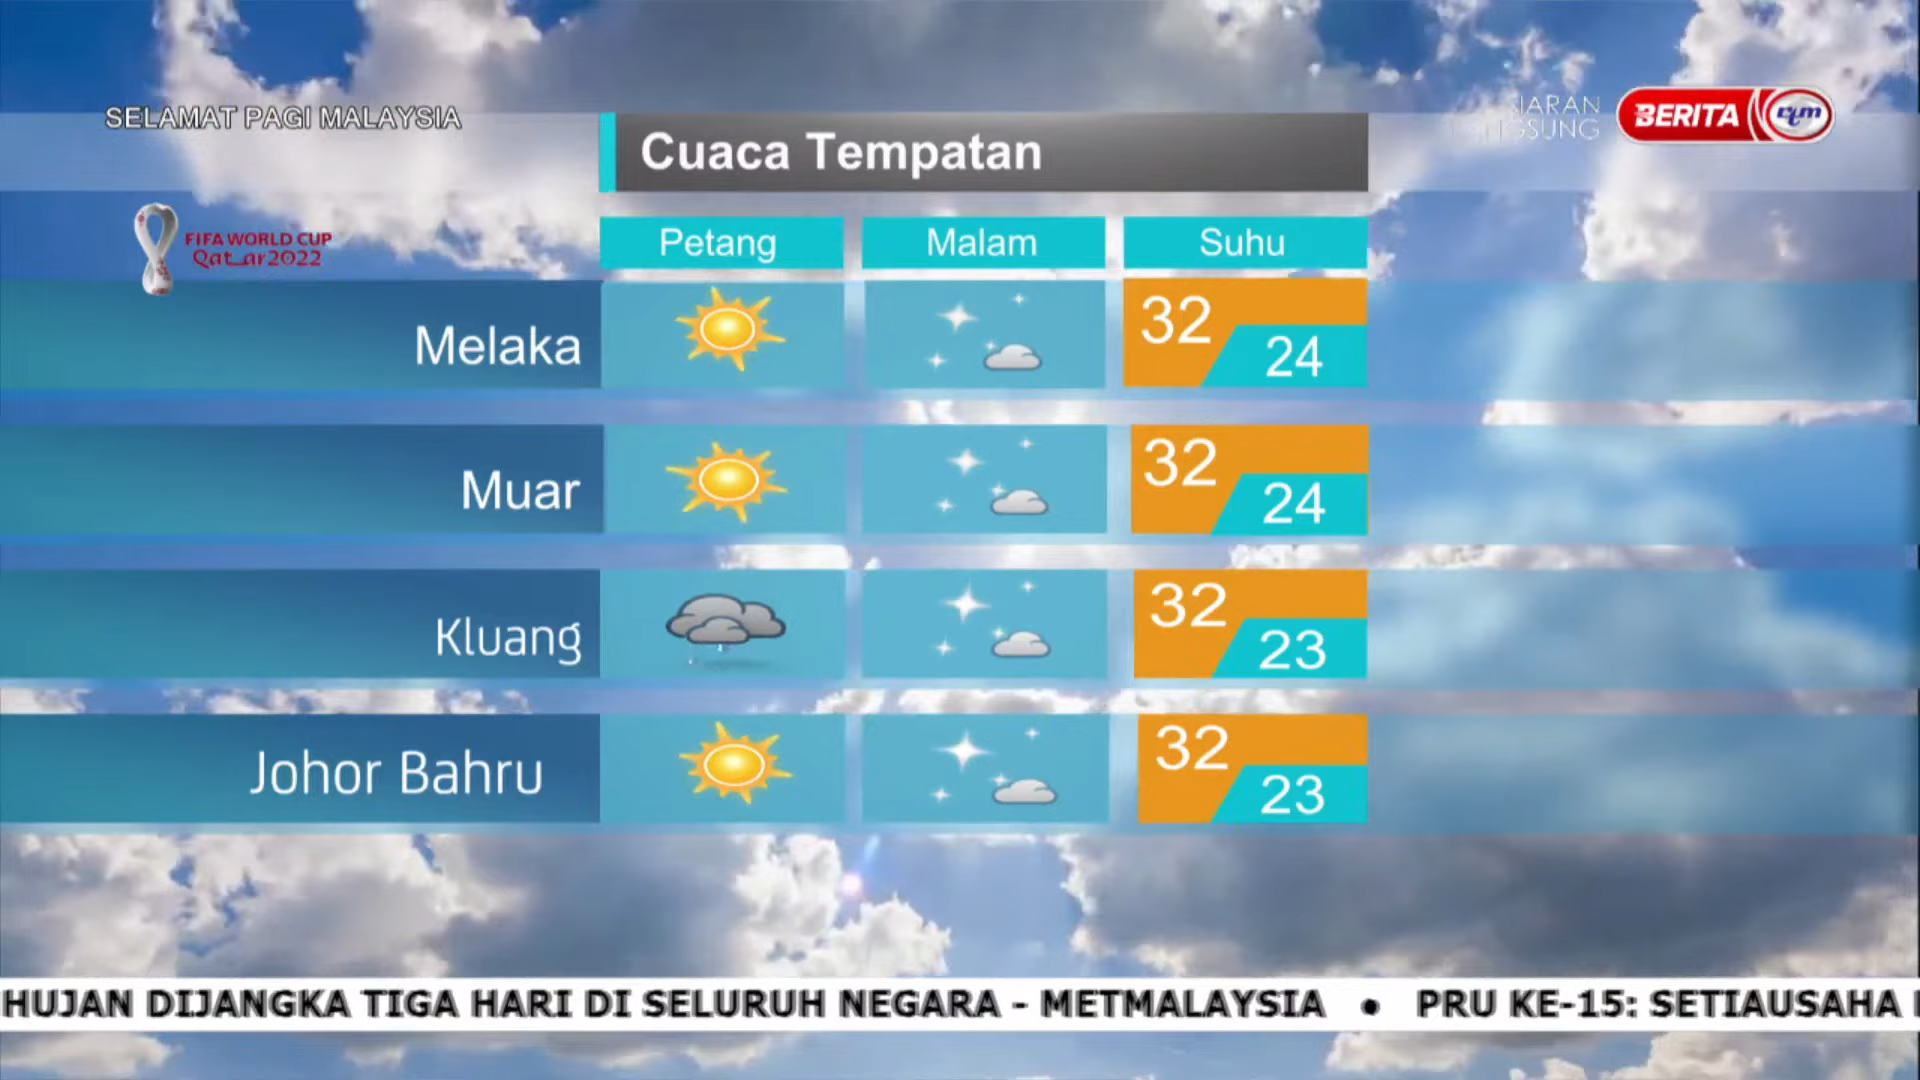 SELAMAT PAGI MALAYSIA
Cuaca Tempatan
BERITA rtm
FIFA WORLD CUP
Qatar2022
Petang Malam Suhu
Melaka 32 24
Muar 32 24
Kluang 32 23
Johor Bahru 32 23
HUJAN DIJANGKA TIGA HARI DI SELURUH NEGARA - METMALAYSIA • PRU KE-15: SETIAUSAHA